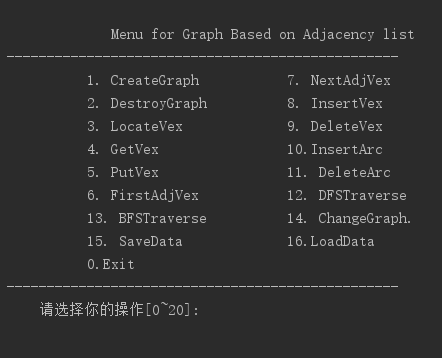 Menu for Graph Based on Adjacency list
-------------------------------------------------
1. CreateGraph 7. NextAdjVex
2. DestroyGraph 8. InsertVex
3. LocateVex 9. DeleteVex
4. GetVex 10.InsertArc
5. PutVex 11. DeleteArc
6. FirstAdjVex 12. DFSTraverse
13. BFSTraverse 14. ChangeGraph.
15. SaveData 16.LoadData
0.Exit
-------------------------------------------------
请选择你的操作[0~20]: